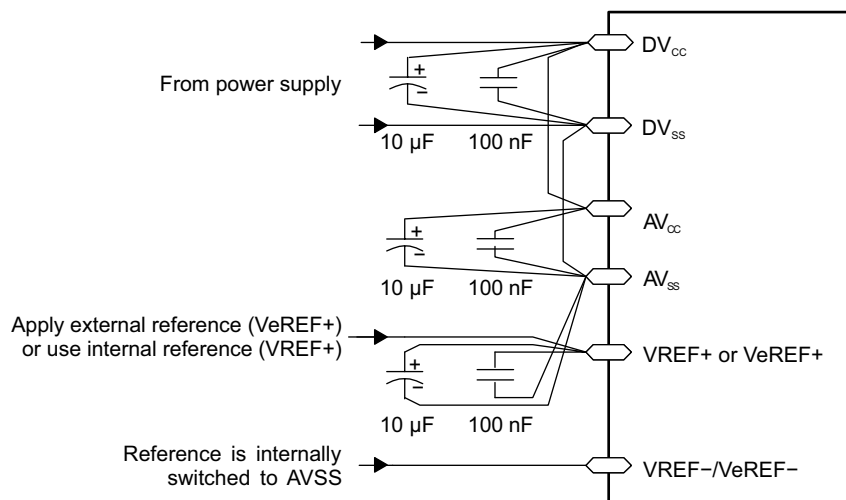 DVCC
From power supply
+
−
10 µF
100 nF
DVSS
AVCC
+
−
10 µF
100 nF
AVSS
Apply external reference (VeREF+)
or use internal reference (VREF+)
+
−
VREF+ or VeREF+
10 µF
100 nF
Reference is internally
switched to AVSS
VREF−/VeREF−